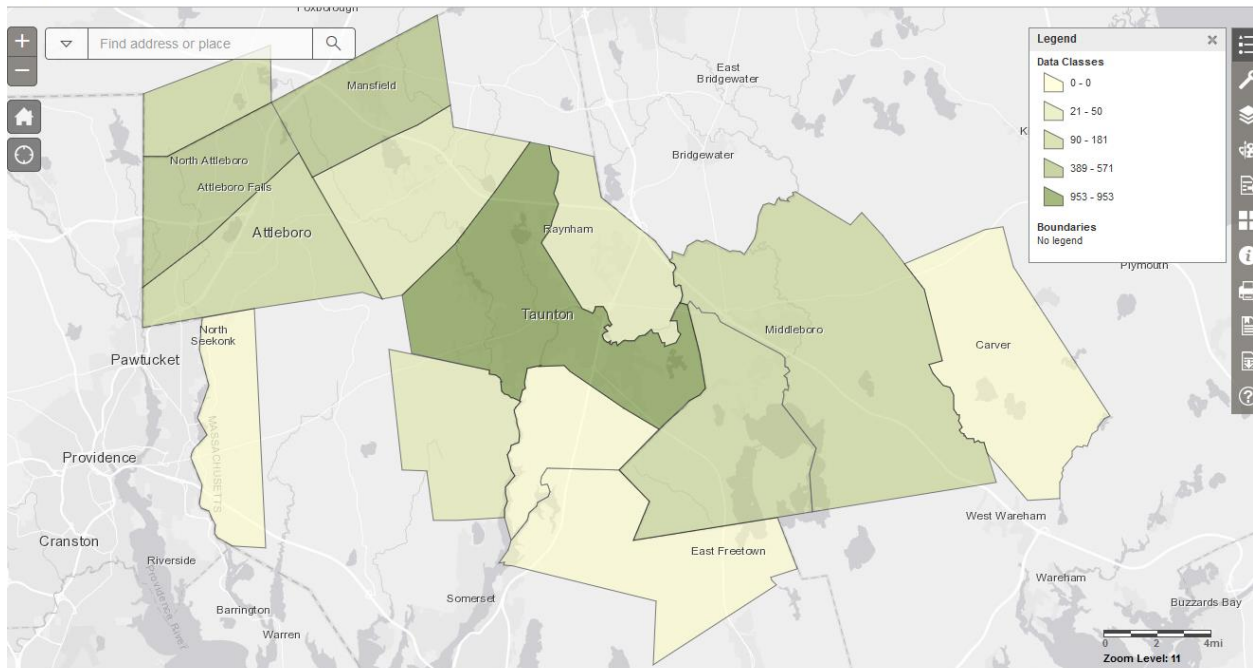 Foxborough
+
Find address or place
−
Legend
Data Classes
0 - 0
21 - 50
90 - 181
389 - 571
953 - 953
Boundaries
No legend
East
Bridgewater
Mansfield
K
Bridgewater
North Attleboro
Attleboro Falls
Attleboro
Raynham
Plymouth
Taunton
North
Seekonk
Middleboro
Carver
Pawtucket
MASSACHUSETTS
Providence
West Wareham
Cranston
East Freetown
Riverside
Providence River
Wareham
Somerset
Buzzards Bay
Barrington
Warren
0 2 4mi
Zoom Level: 11